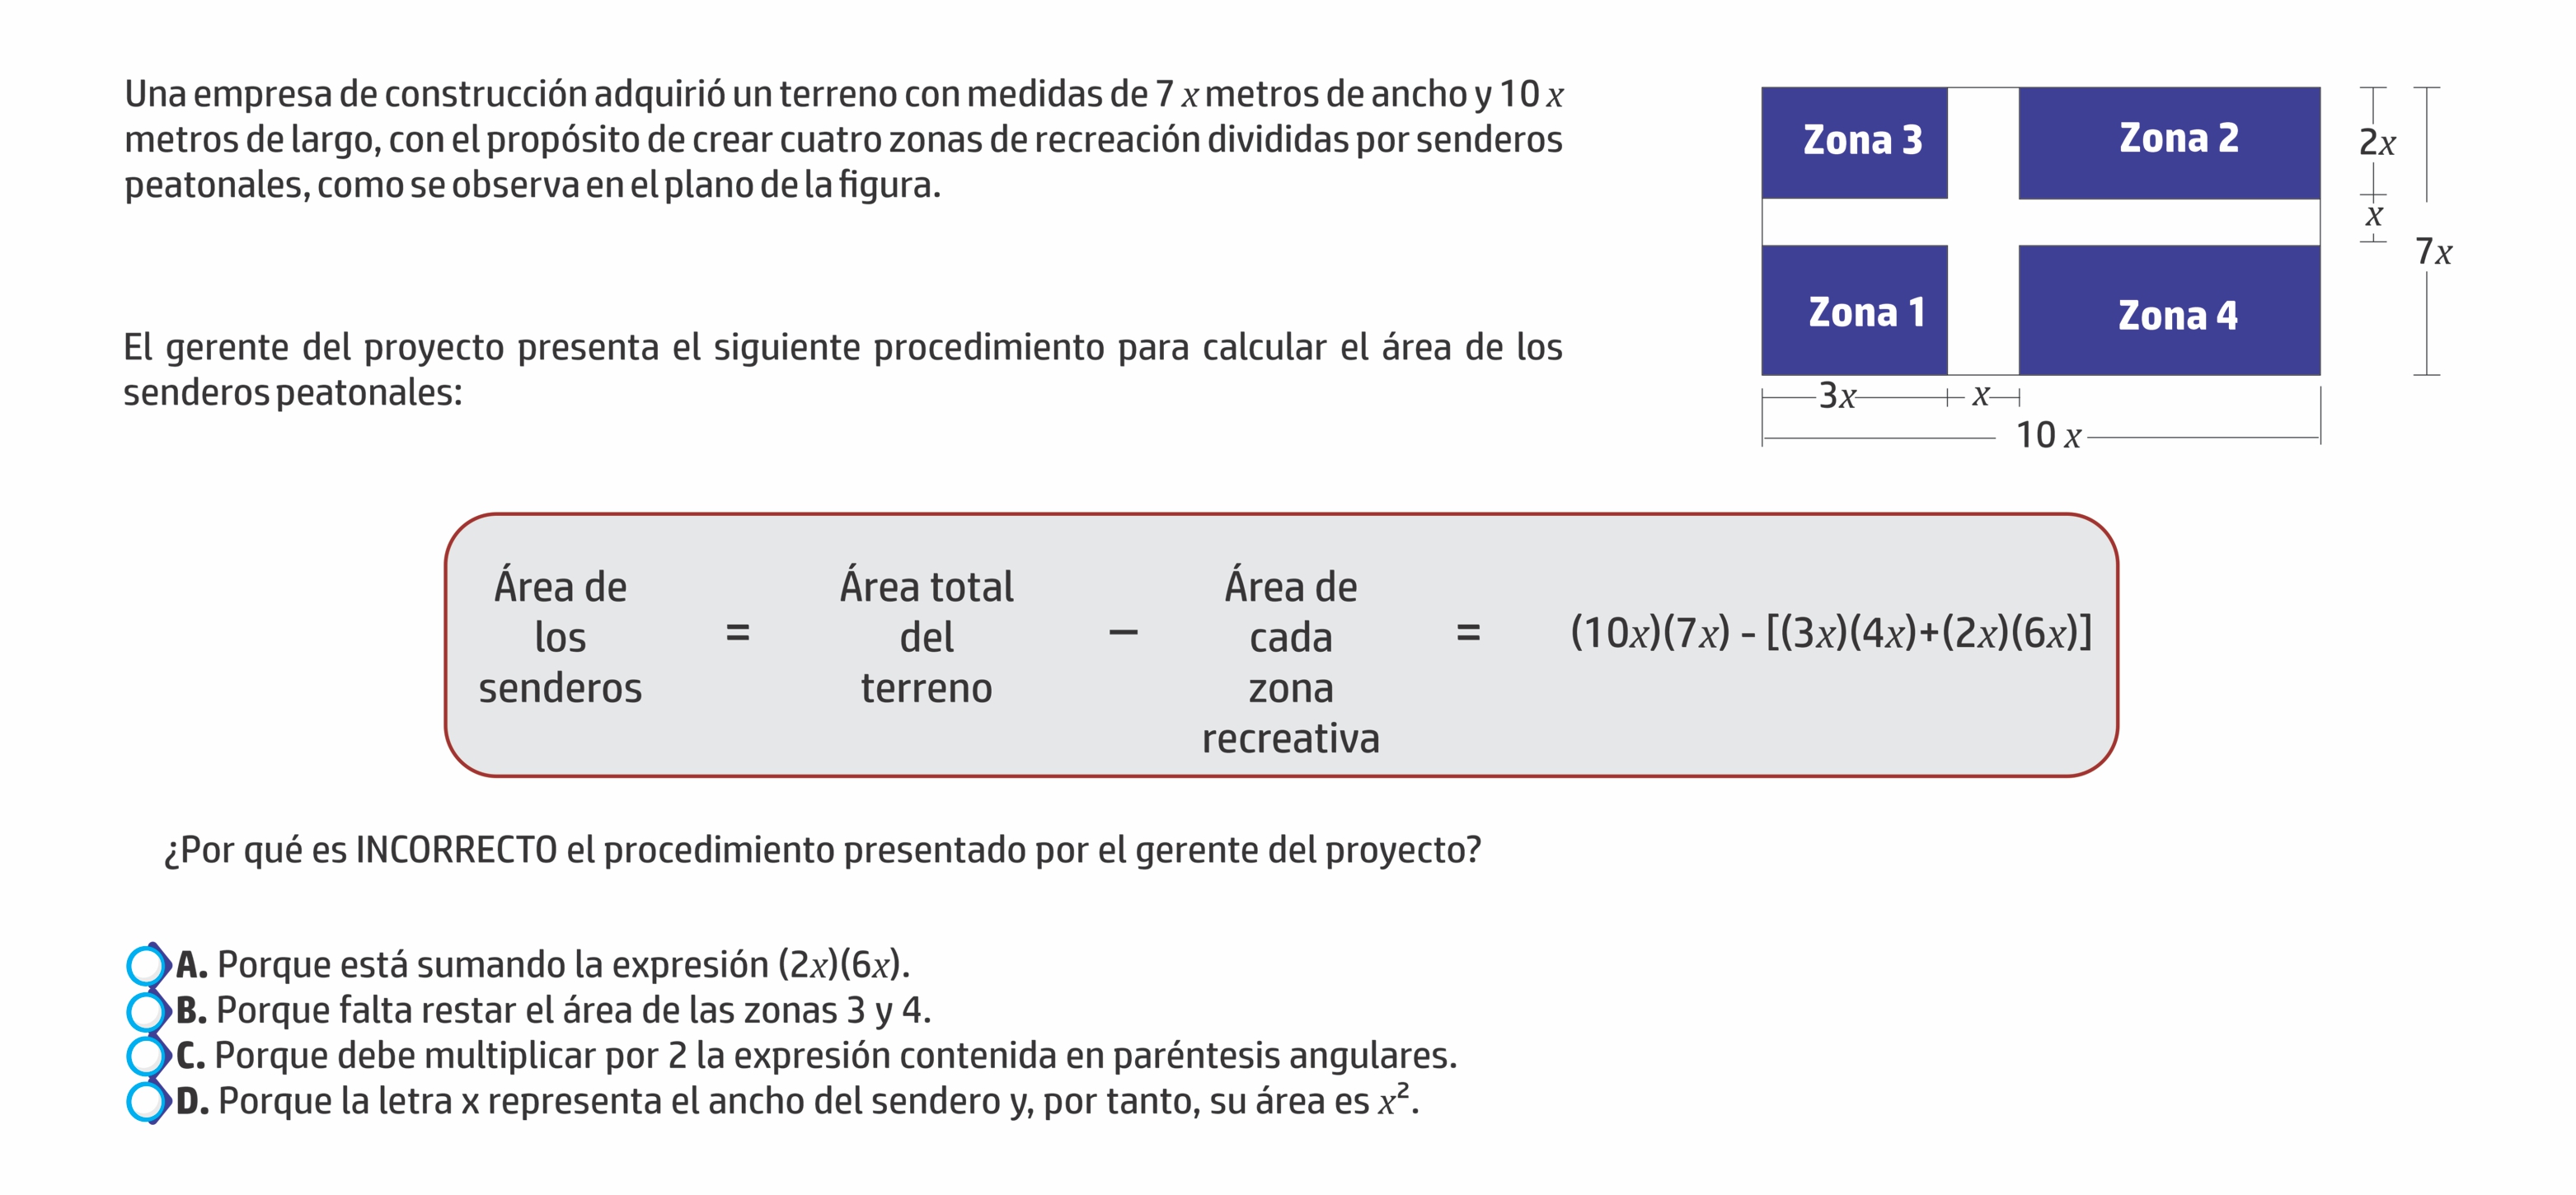 Una empresa de construcción adquirió un terreno con medidas de 7 x metros de ancho y 10 x
metros de largo, con el propósito de crear cuatro zonas de recreación divididas por senderos
peatonales, como se observa en el plano de la figura.
Zona 3
Zona 2
2x
x
7x
Zona 1
Zona 4
3x
x
10 x
El gerente del proyecto presenta el siguiente procedimiento para calcular el área de los
senderos peatonales:
Área de
los
senderos
=
Área total
del
terreno
−
Área de
cada
zona
recreativa
=
(10x)(7x) - [(3x)(4x)+(2x)(6x)]
¿Por qué es INCORRECTO el procedimiento presentado por el gerente del proyecto?
A. Porque está sumando la expresión (2x)(6x).
B. Porque falta restar el área de las zonas 3 y 4.
C. Porque debe multiplicar por 2 la expresión contenida en paréntesis angulares.
D. Porque la letra x representa el ancho del sendero y, por tanto, su área es x².